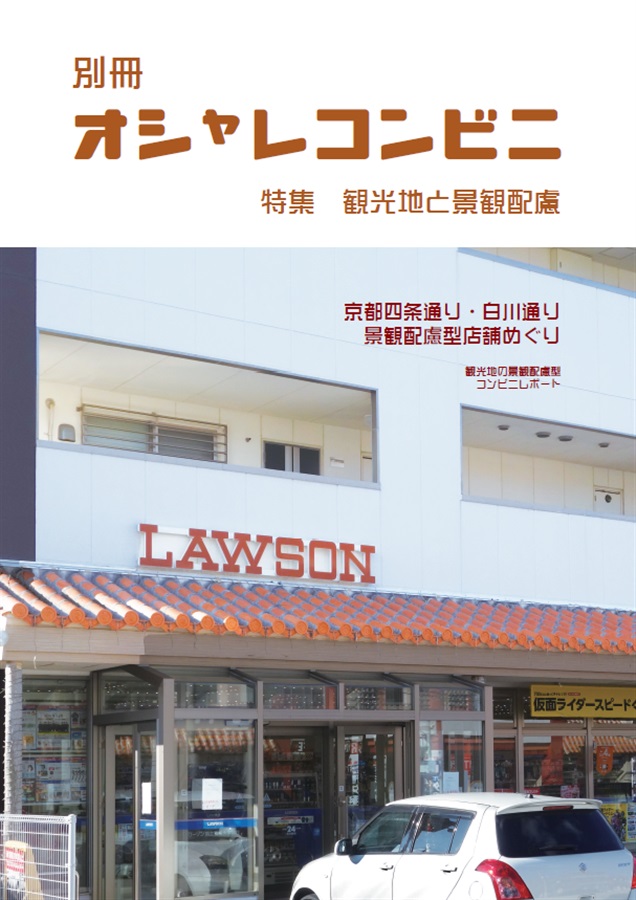 別冊
オシャレコンビニ
特集　観光地と景観配慮
京都四条通り・白川通り
景観配慮型店舗めぐり
観光地の景観配慮型
コンビニレポート
LAWSON
仮面ライダースピードく
24